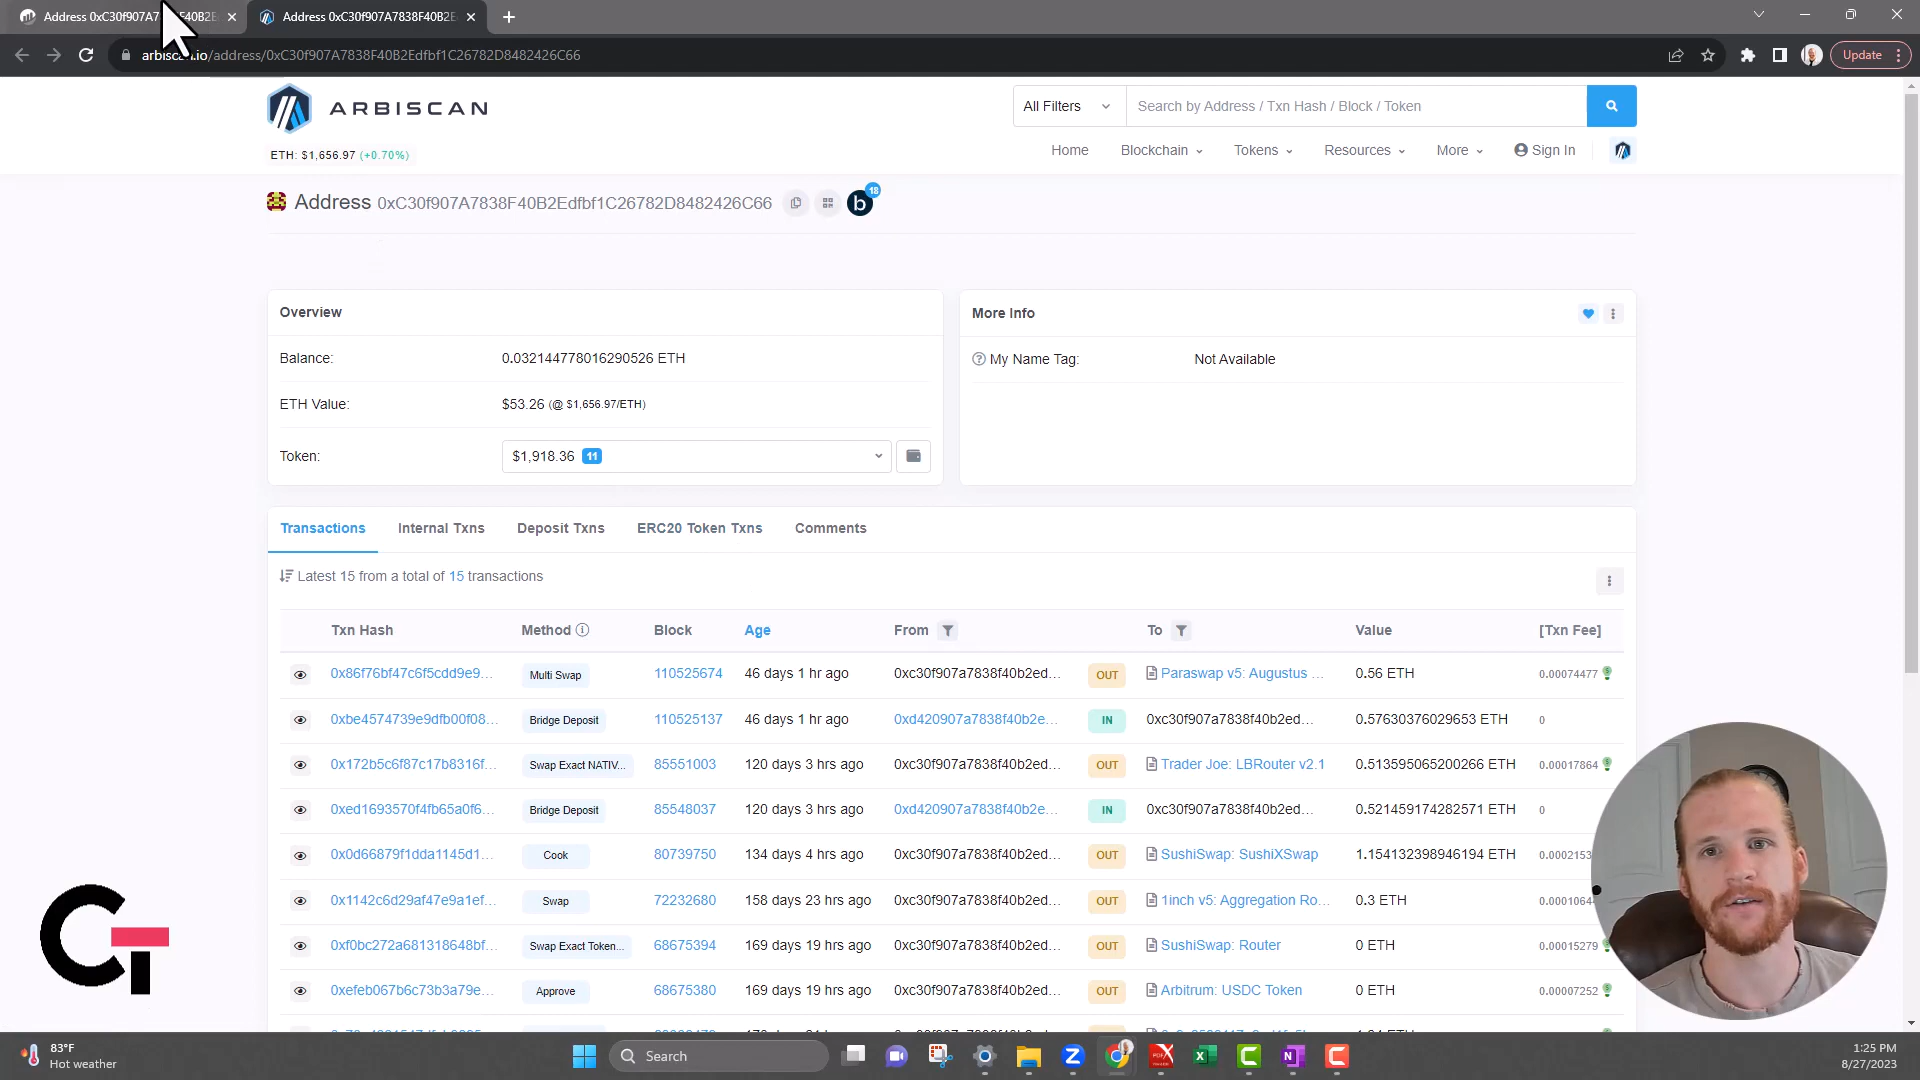 Address 0xC30f907A7 F40B2E
Address 0xC30f907A7838F40B2E
arbiscan.io/address/0xC30f907A7838F40B2Edfbf1C26782D8482426C66
Update
ARBISCAN
All Filters
Search by Address / Txn Hash / Block / Token
ETH: $1,656.97 (+0.70%)
Home
Blockchain
Tokens
Resources
More
Sign In
Address 0xC30f907A7838F40B2Edfbf1C26782D8482426C66
b
18
Overview
Balance: 0.032144778016290526 ETH
ETH Value: $53.26 (@ $1,656.97/ETH)
Token: $1,918.36 11
More Info
My Name Tag: Not Available
Transactions
Internal Txns
Deposit Txns
ERC20 Token Txns
Comments
Latest 15 from a total of 15 transactions
Txn Hash Method Block Age From To Value [Txn Fee]
0x86f76bf47c6f5cdd9e9... Multi Swap 110525674 46 days 1 hr ago 0xc30f907a7838f40b2ed... OUT Paraswap v5: Augustus ... 0.56 ETH 0.00074477
0xbe4574739e9dfb00f08... Bridge Deposit 110525137 46 days 1 hr ago 0xd420907a7838f40b2e... IN 0xc30f907a7838f40b2ed... 0.57630376029653 ETH 0
0x172b5c6f87c17b8316f... Swap Exact NATIV... 85551003 120 days 3 hrs ago 0xc30f907a7838f40b2ed... OUT Trader Joe: LBRouter v2.1 0.513595065200266 ETH 0.00017864
0xed1693570f4fb65a0f6... Bridge Deposit 85548037 120 days 3 hrs ago 0xd420907a7838f40b2e... IN 0xc30f907a7838f40b2ed... 0.521459174282571 ETH 0
0x0d66879f1dda1145d1... Cook 80739750 134 days 4 hrs ago 0xc30f907a7838f40b2ed... OUT SushiSwap: SushiXSwap 1.154132398946194 ETH 0.0002153
0x1142c6d29af47e9a1ef... Swap 72232680 158 days 23 hrs ago 0xc30f907a7838f40b2ed... OUT 1inch v5: Aggregation Ro... 0.3 ETH 0.0001064
0xf0bc272a681318648bf... Swap Exact Token... 68675394 169 days 19 hrs ago 0xc30f907a7838f40b2ed... OUT SushiSwap: Router 0 ETH 0.00015279
0xefeb067b6c73b3a79e... Approve 68675380 169 days 19 hrs ago 0xc30f907a7838f40b2ed... OUT Arbitrum: USDC Token 0 ETH 0.00007252
CT
83°F
Hot weather
Search
1:25 PM
8/27/2023